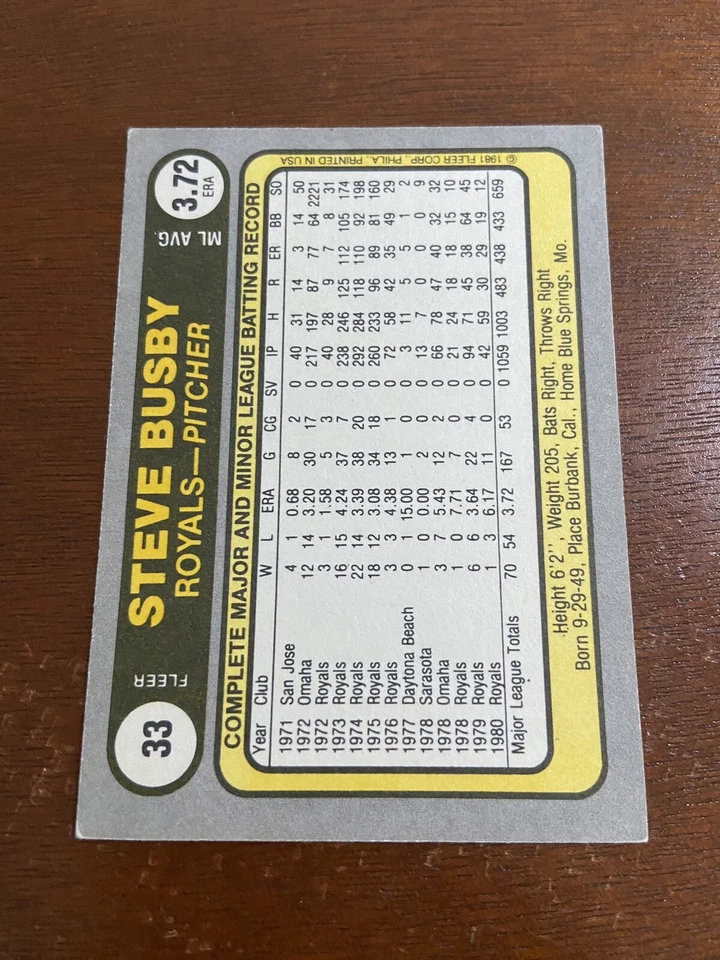 33 FLEER
STEVE BUSBY
ROYALS—PITCHER
ML AVG. 3.72
ERA
COMPLETE MAJOR AND MINOR LEAGUE BATTING RECORD
Year Club W L ERA G CG SV IP H R ER BB SO
1971 San Jose 4 1 0.68 8 2 0 40 31 14 3 14 50
1972 Omaha 12 14 3.20 30 17 0 217 197 87 77 64 2221
1972 Royals 3 1 1.58 5 3 0 40 28 9 7 8 31
1973 Royals 16 15 4.24 37 7 0 238 246 125 112 105 174
1974 Royals 22 14 3.39 38 20 0 292 284 118 110 92 198
1975 Royals 18 12 3.08 34 18 0 260 233 96 89 81 160
1976 Royals 3 3 4.38 13 1 0 72 58 42 35 49 29
1977 Daytona Beach 0 1 15.00 1 0 0 3 11 5 5 1 2
1978 Sarasota 1 0 0.00 2 0 0 13 7 0 0 0 9
1978 Omaha 3 7 5.43 12 2 0 66 78 47 40 32 32
1978 Royals 1 0 7.71 7 0 0 21 24 18 18 15 10
1979 Royals 6 6 3.64 22 4 0 94 71 45 38 64 45
1980 Royals 1 3 6.17 11 0 0 42 59 30 29 19 12
Major League Totals 70 54 3.72 167 53 0 1059 1003 483 438 433 659
Height 6'2'', Weight 205, Bats Right, Throws Right
Born 9-29-49, Place Burbank, Cal., Home Blue Springs, Mo.
© 1981 FLEER CORP., PHILA., PRINTED IN USA